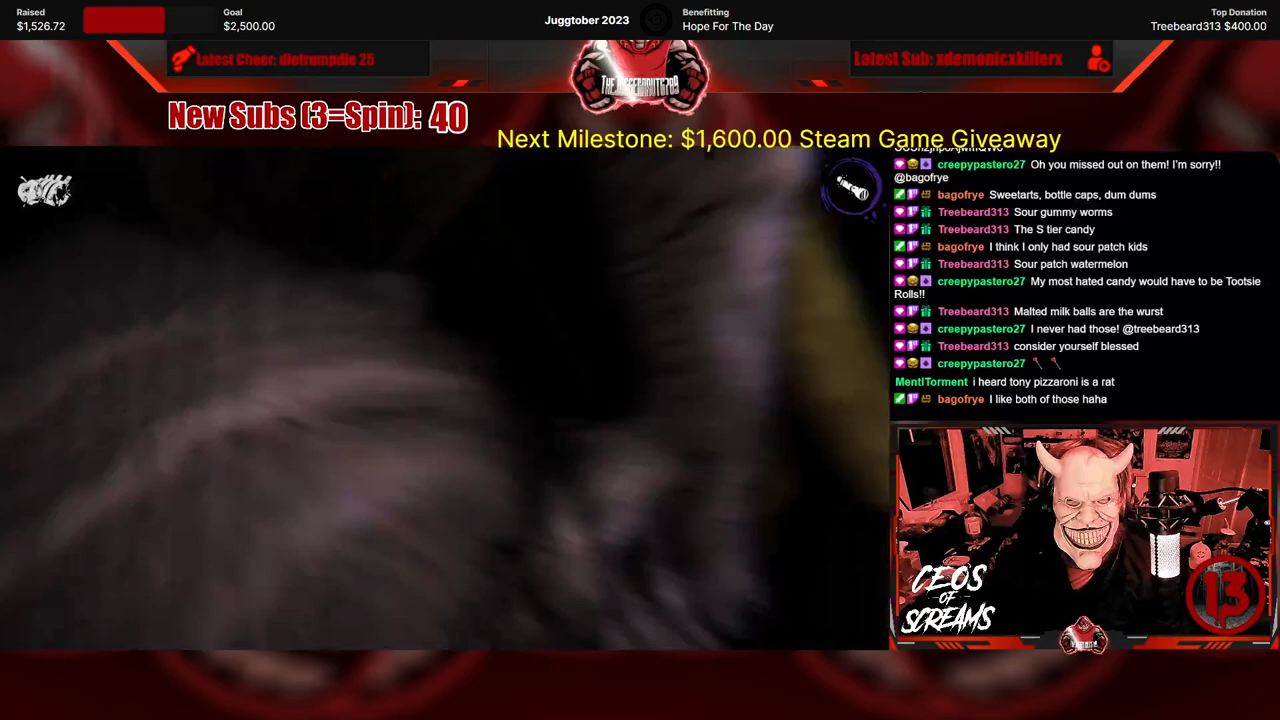 Raised
$1,526.72
Goal
$2,500.00
Juggtober 2023
Benefitting
Hope For The Day
Top Donation
Treebeard313 $400.00
Latest Cheer: dietrumpdie 25
THEJUGGERNAUT6789
Latest Sub: xdemonicxkillerx
New Subs (3=Spin): 40
Next Milestone: $1,600.00 Steam Game Giveaway
creepypastero27 Oh you missed out on them! I'm sorry!!
@bagofrye
bagofrye Sweetarts, bottle caps, dum dums
Treebeard313 Sour gummy worms
Treebeard313 The S tier candy
bagofrye I think I only had sour patch kids
Treebeard313 Sour patch watermelon
creepypastero27 My most hated candy would have to be Tootsie
Rolls!!
Treebeard313 Malted milk balls are the wurst
creepypastero27 I never had those! @treebeard313
Treebeard313 consider yourself blessed
creepypastero27
MentlTorment i heard tony pizzaroni is a rat
bagofrye I like both of those haha
CEOS
OF
SCREAMS
13